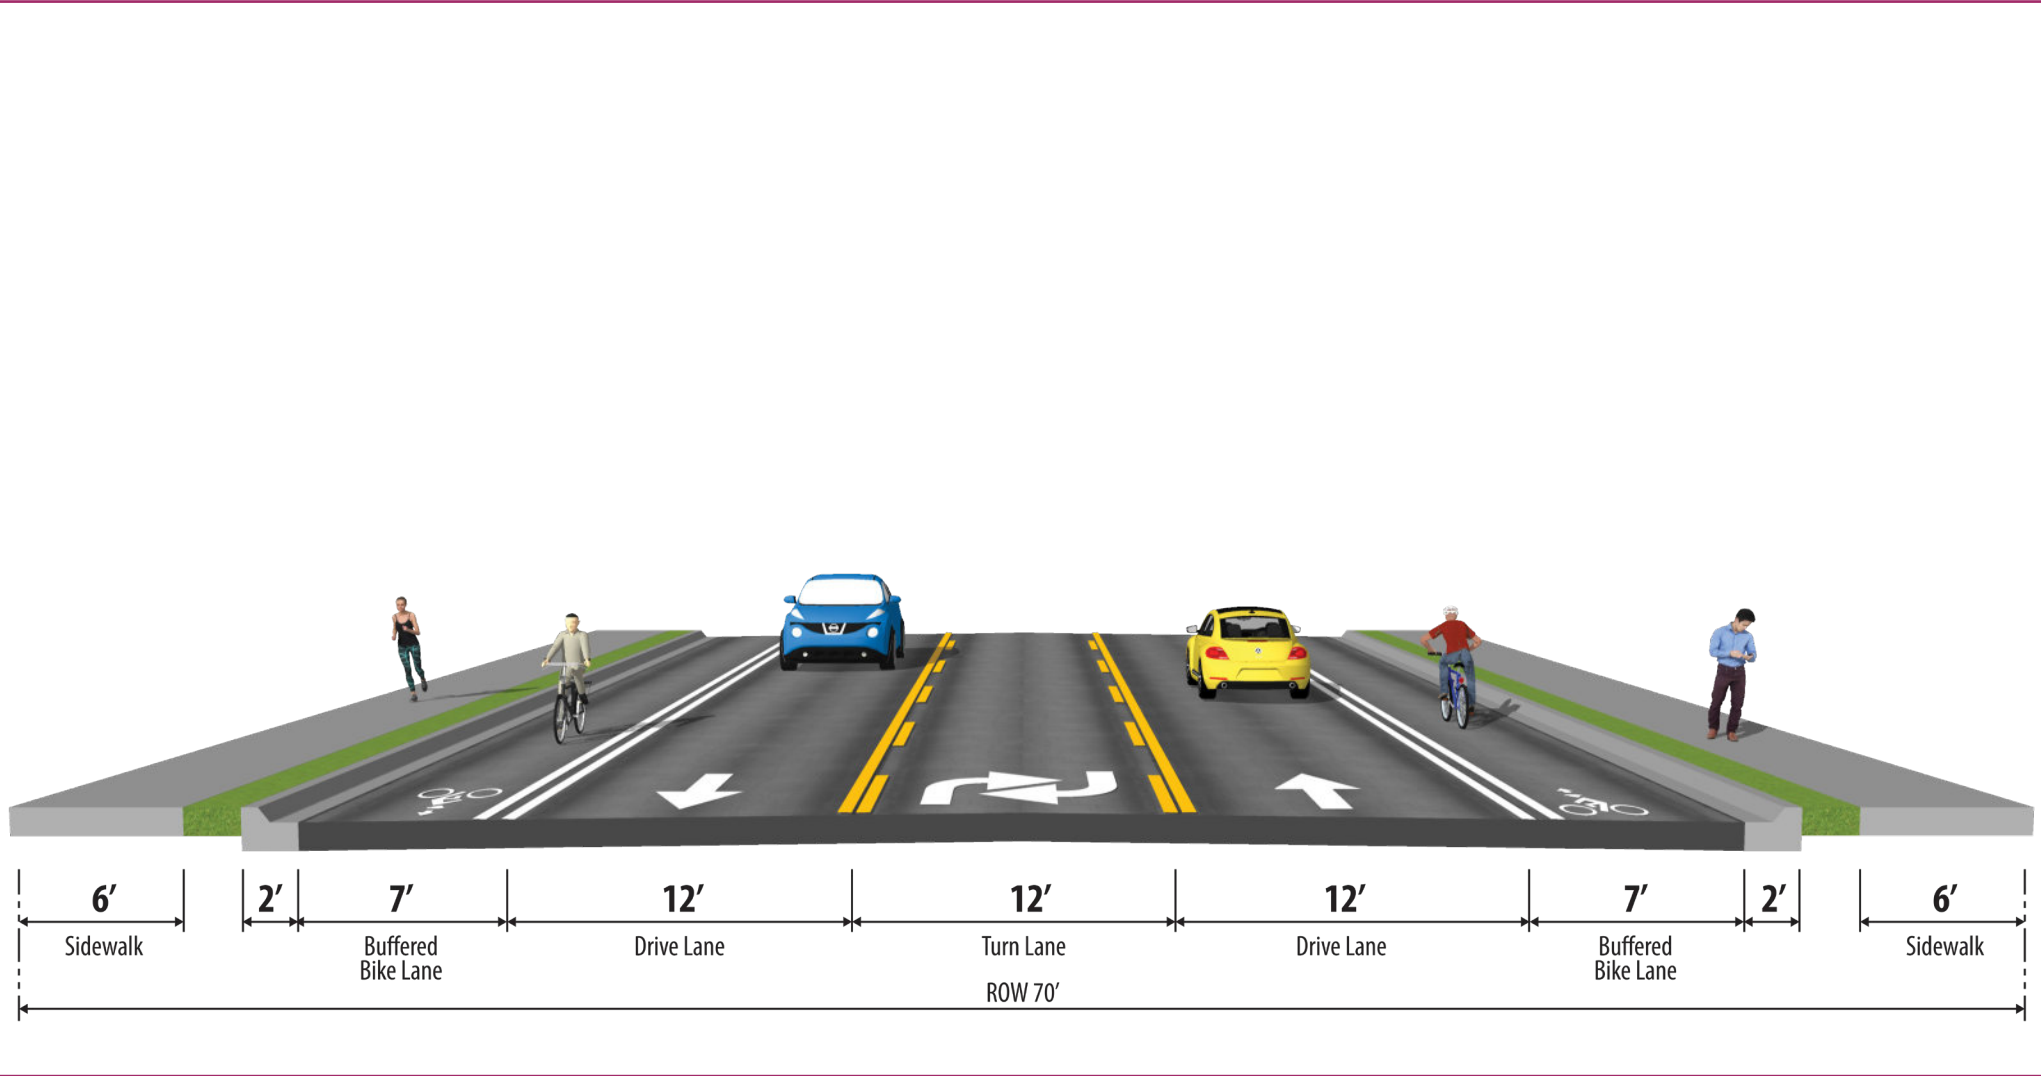 6’ 2’ 7’ 12’ 12’ 12’ 7’ 2’ 6’
Sidewalk Buffered Drive Lane Turn Lane Drive Lane Buffered Sidewalk
Bike Lane Bike Lane
ROW 70’